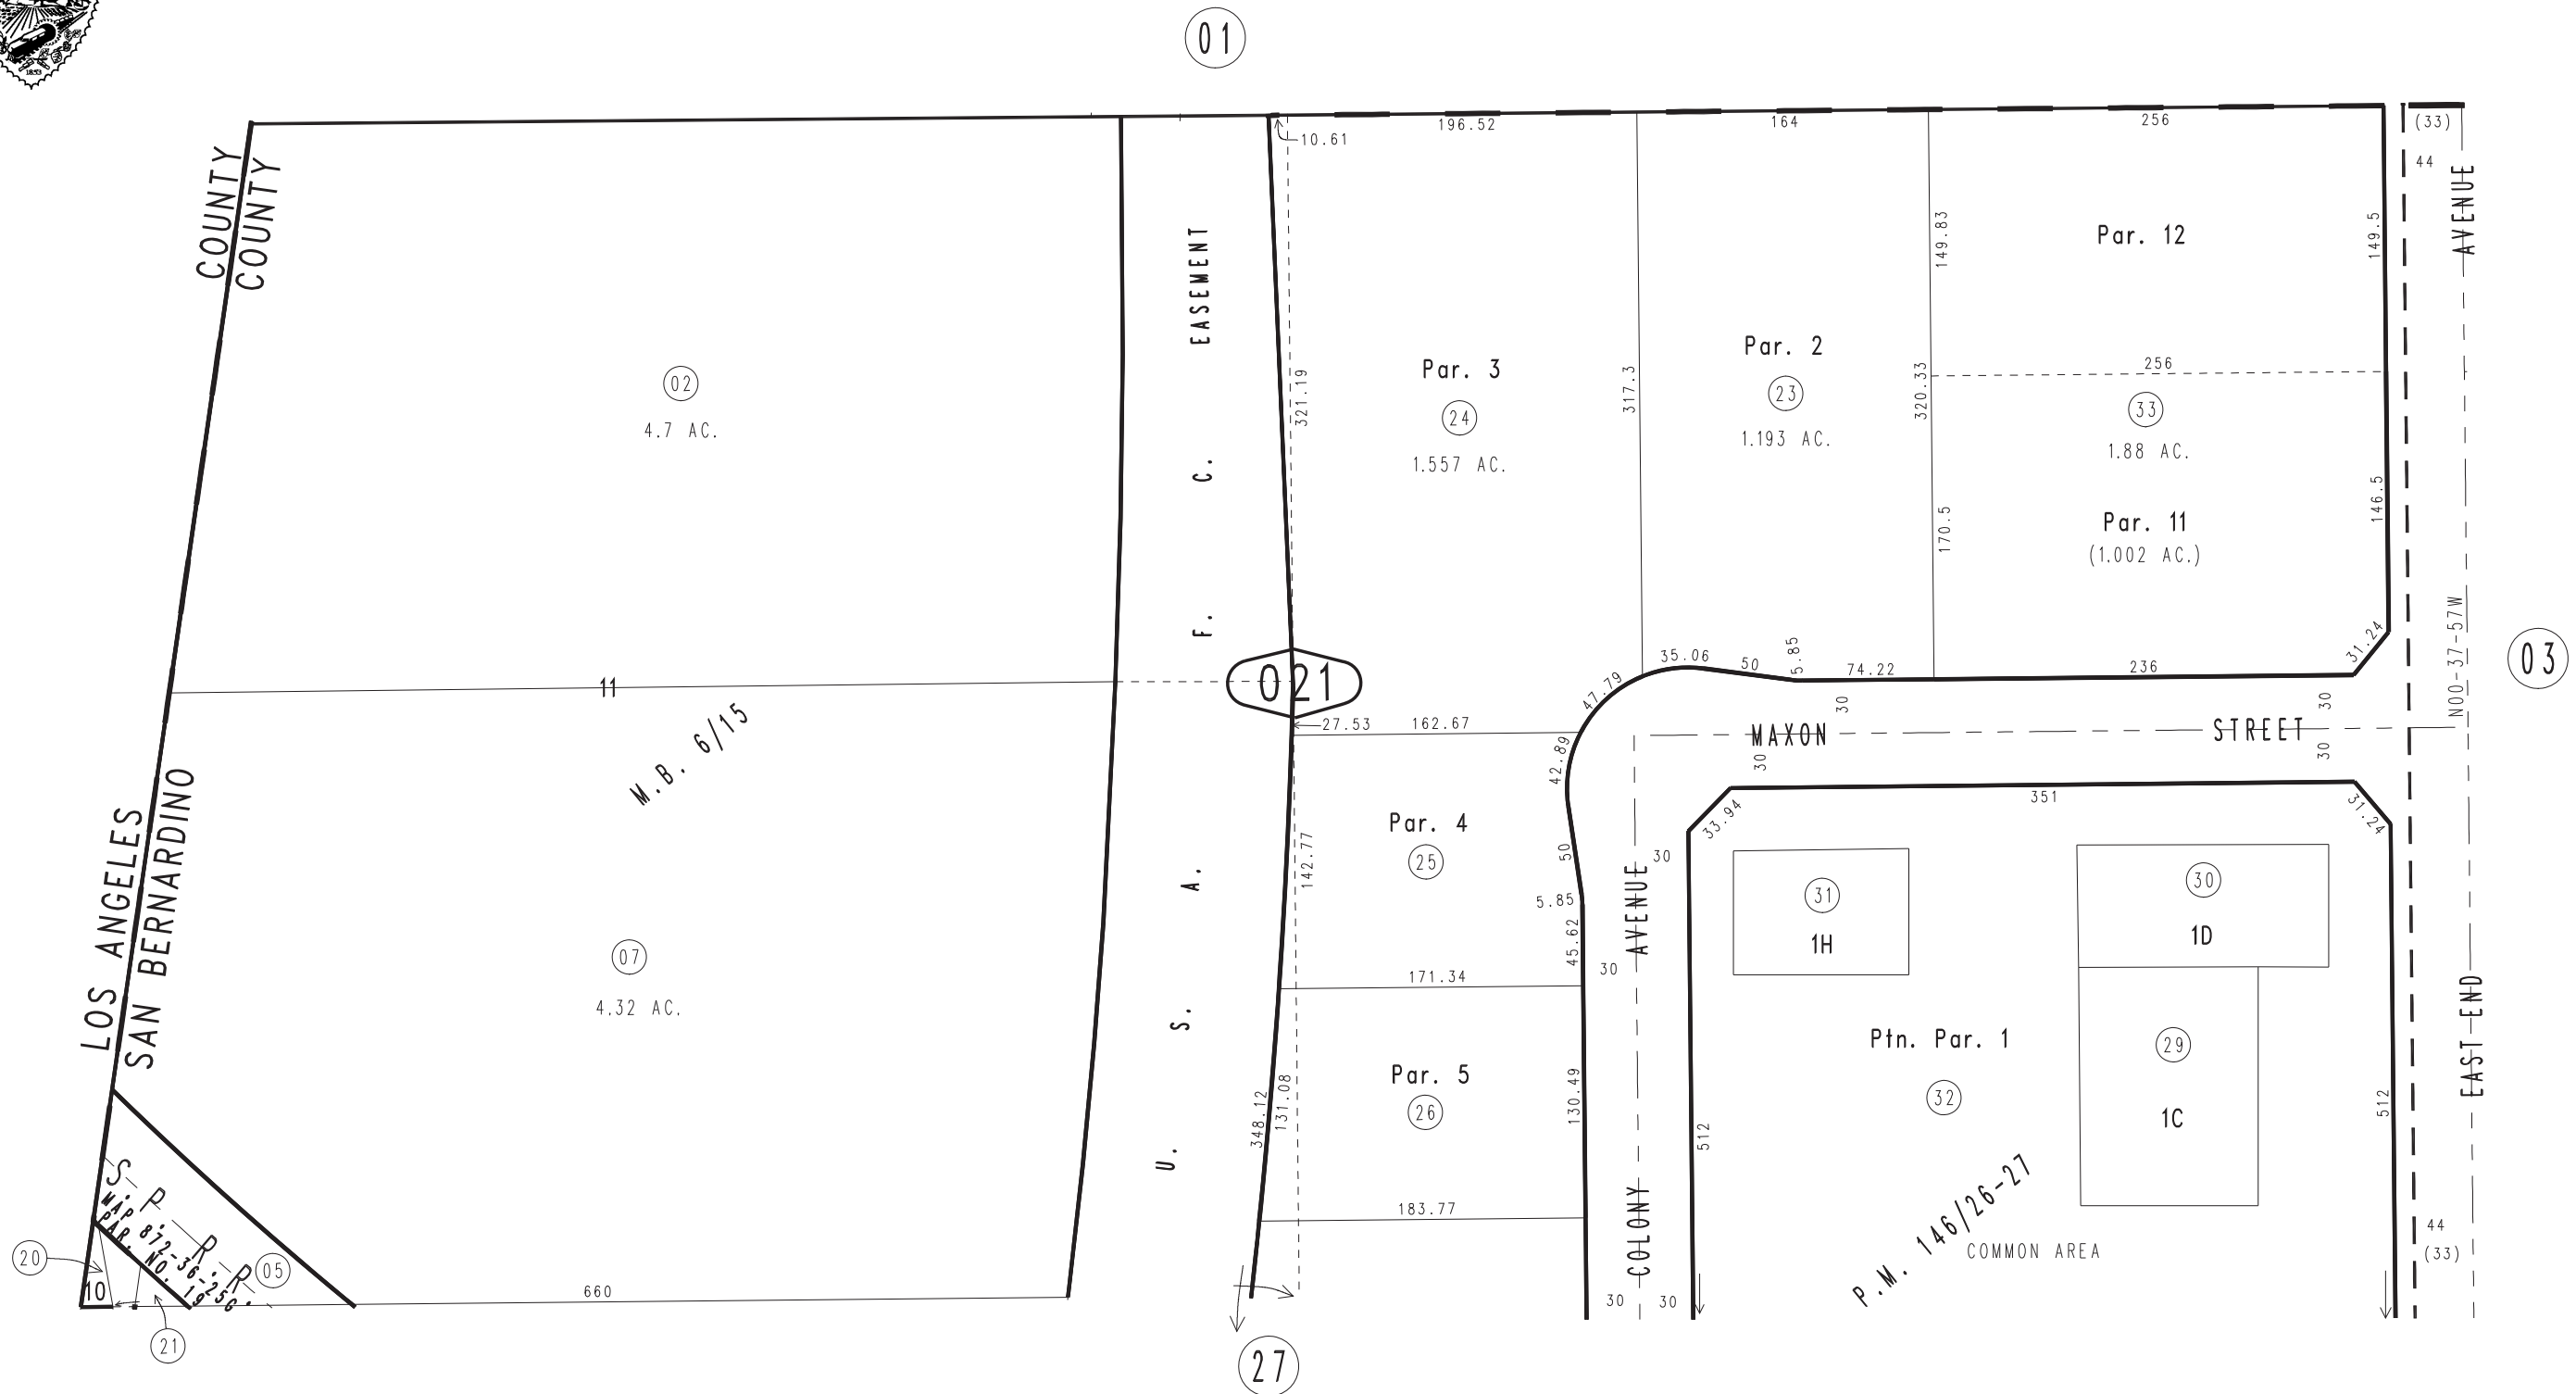 1853
01
COUNTY
COUNTY
10.61
196.52
164
256
(33)
44
AVENUE
EASEMENT
149.83
149.5
Par. 12
02
4.7 AC.
321.19
Par. 3
24
1.557 AC.
317.3
Par. 2
23
1.193 AC.
320.33
256
33
1.88 AC.
Par. 11
(1.002 AC.)
170.5
146.5
C.
F.
11
M.B. 6/15
021
27.53
162.67
47.79
35.06
50
5.85
74.22
236
31.24
N00-37-57W
03
30
30
MAXON
STREET
30
30
42.89
351
33.94
31.24
LOS ANGELES
SAN BERNARDINO
A.
142.77
Par. 4
25
50
5.85
45.62
30
30
AVENUE
31
1H
30
1D
07
4.32 AC.
171.34
S.
Par. 5
26
348.12
131.08
130.49
512
Ptn. Par. 1
32
29
1C
512
EAST END
U.
183.77
COLONY
P.M. 146/26-27
COMMON AREA
44
(33)
S. P. R. R.
MAP 872-36-256
PAR. NO. 19
20
05
10
660
30
30
21
27